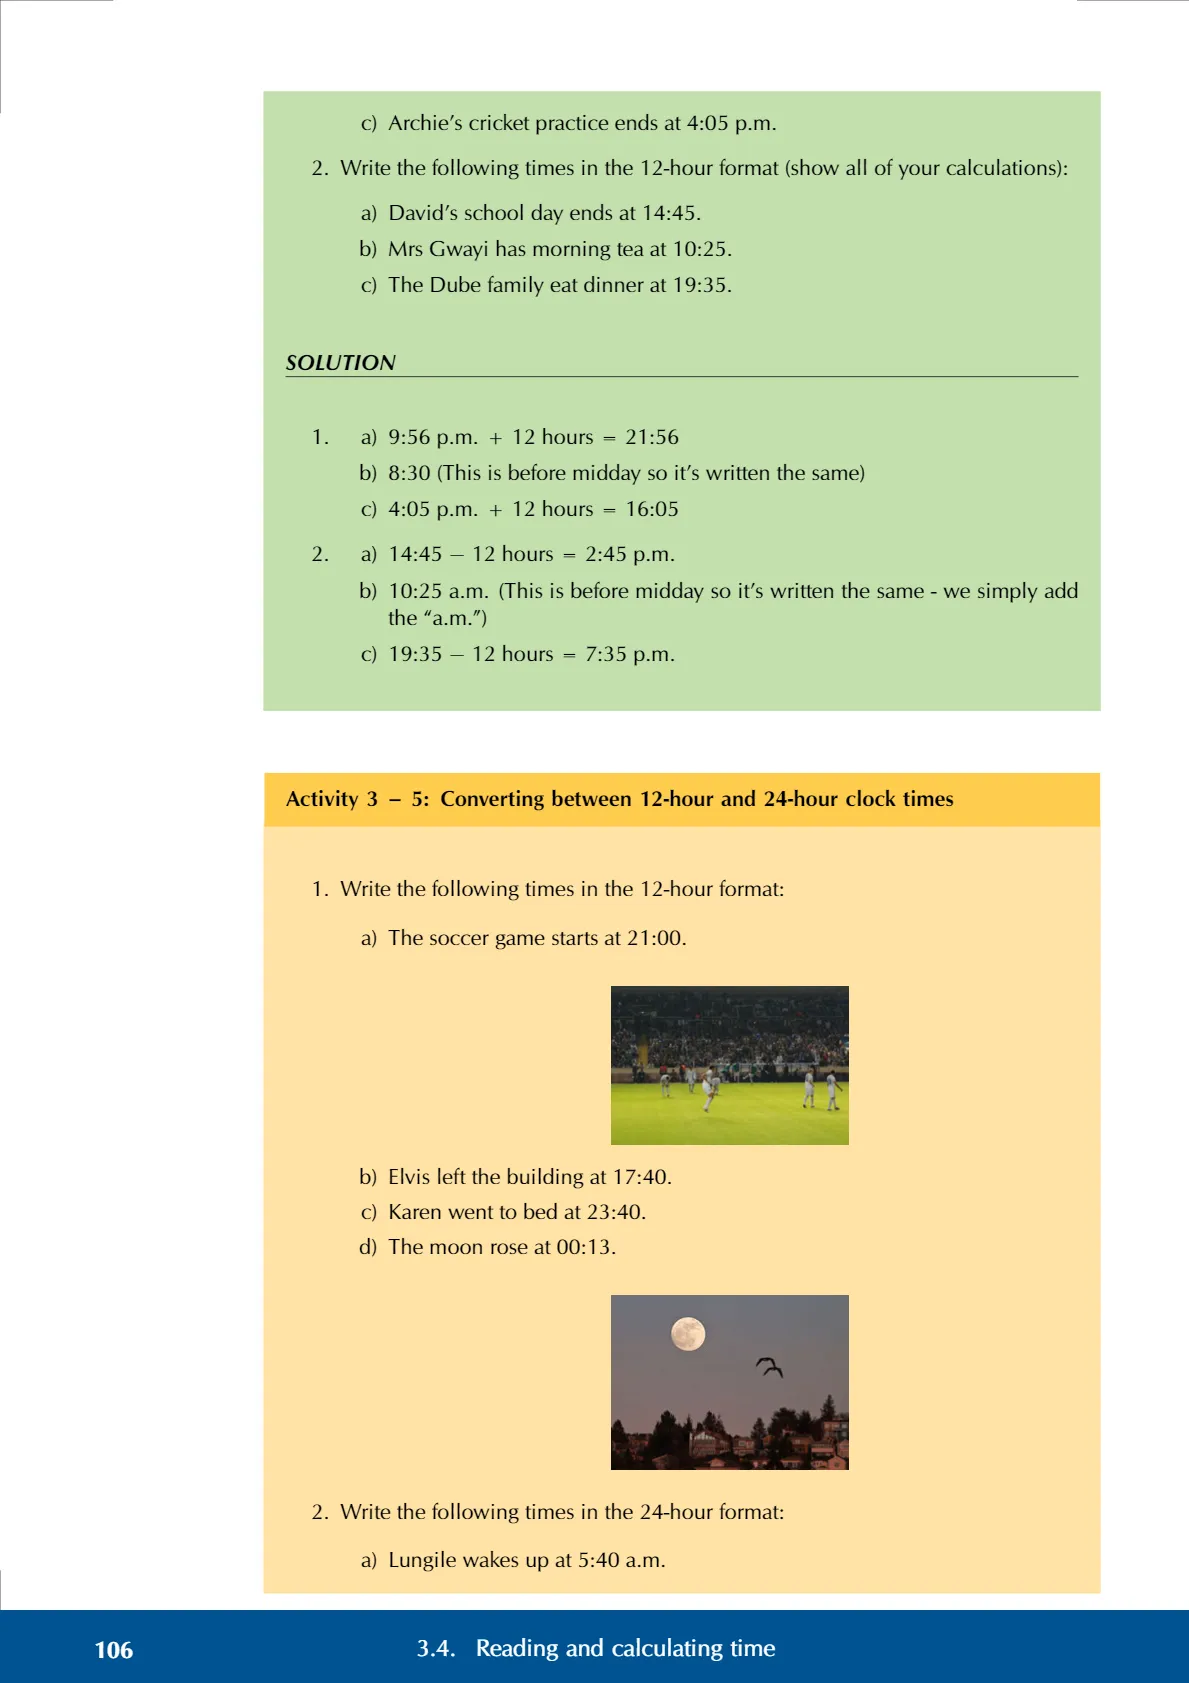 c) Archie’s cricket practice ends at 4:05 p.m.
2. Write the following times in the 12-hour format (show all of your calculations):
a) David’s school day ends at 14:45.
b) Mrs Gwayi has morning tea at 10:25.
c) The Dube family eat dinner at 19:35.
SOLUTION
1. a) 9:56 p.m. + 12 hours = 21:56
b) 8:30 (This is before midday so it’s written the same)
c) 4:05 p.m. + 12 hours = 16:05
2. a) 14:45 − 12 hours = 2:45 p.m.
b) 10:25 a.m. (This is before midday so it’s written the same - we simply add
the “a.m.”)
c) 19:35 − 12 hours = 7:35 p.m.
Activity 3 – 5: Converting between 12-hour and 24-hour clock times
1. Write the following times in the 12-hour format:
a) The soccer game starts at 21:00.
b) Elvis left the building at 17:40.
c) Karen went to bed at 23:40.
d) The moon rose at 00:13.
2. Write the following times in the 24-hour format:
a) Lungile wakes up at 5:40 a.m.
106 3.4. Reading and calculating time